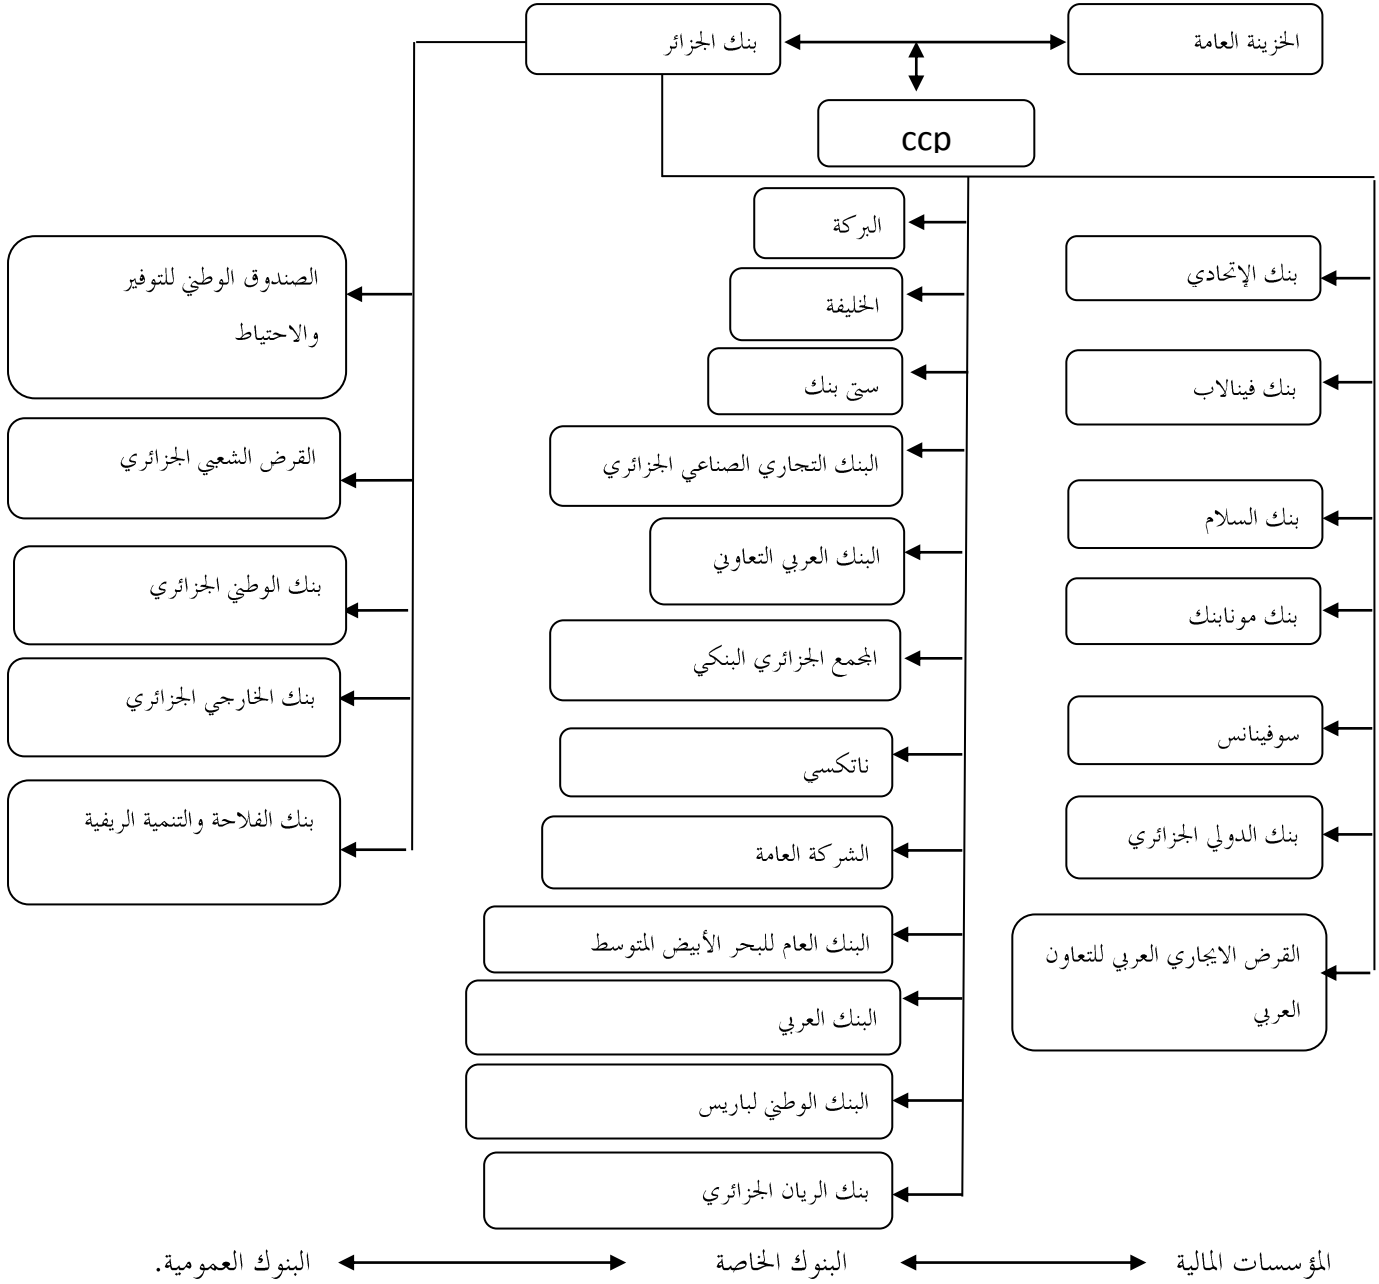 الخزينة العامة
بنك الجزائر
ccp
بنك الإتحادي
بنك فينالاب
بنك السلام
بنك مونابنك
سوفينانس
بنك الدولي الجزائري
القرض الايجاري العربي للتعاون
العربي
البركة
الخليفة
ستي بنك
البنك التجاري الصناعي الجزائري
البنك العربي التعاوني
المجمع الجزائري البنكي
ناتكسي
الشركة العامة
البنك العام للبحر الأبيض المتوسط
البنك العربي
البنك الوطني لباريس
بنك الريان الجزائري
الصندوق الوطني للتوفير
والاحتياط
القرض الشعبي الجزائري
بنك الوطني الجزائري
بنك الخارجي الجزائري
بنك الفلاحة والتنمية الريفية
المؤسسات المالية
البنوك الخاصة
البنوك العمومية.